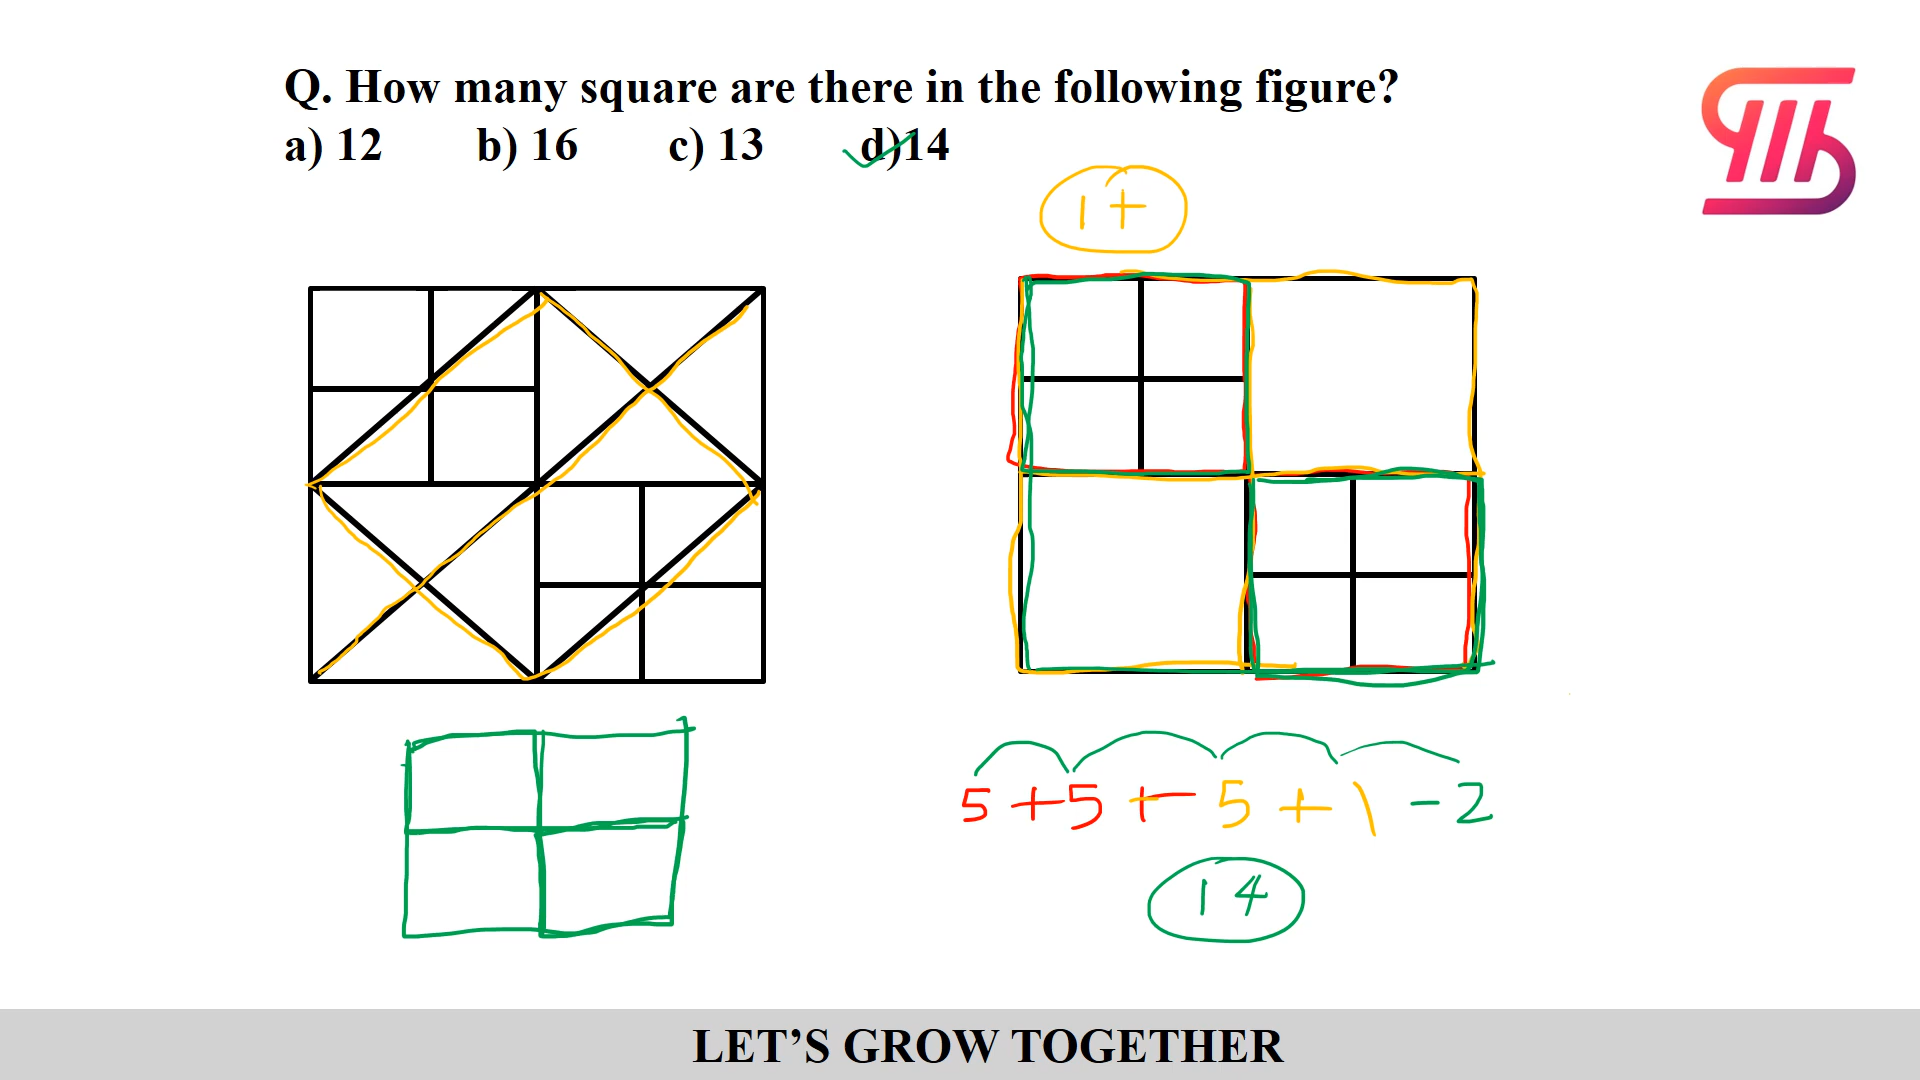 Q. How many square are there in the following figure?
a) 12 b) 16 c) 13 d)14
1+
5 + 5 + 5 + 1 - 2
14
LET’S GROW TOGETHER